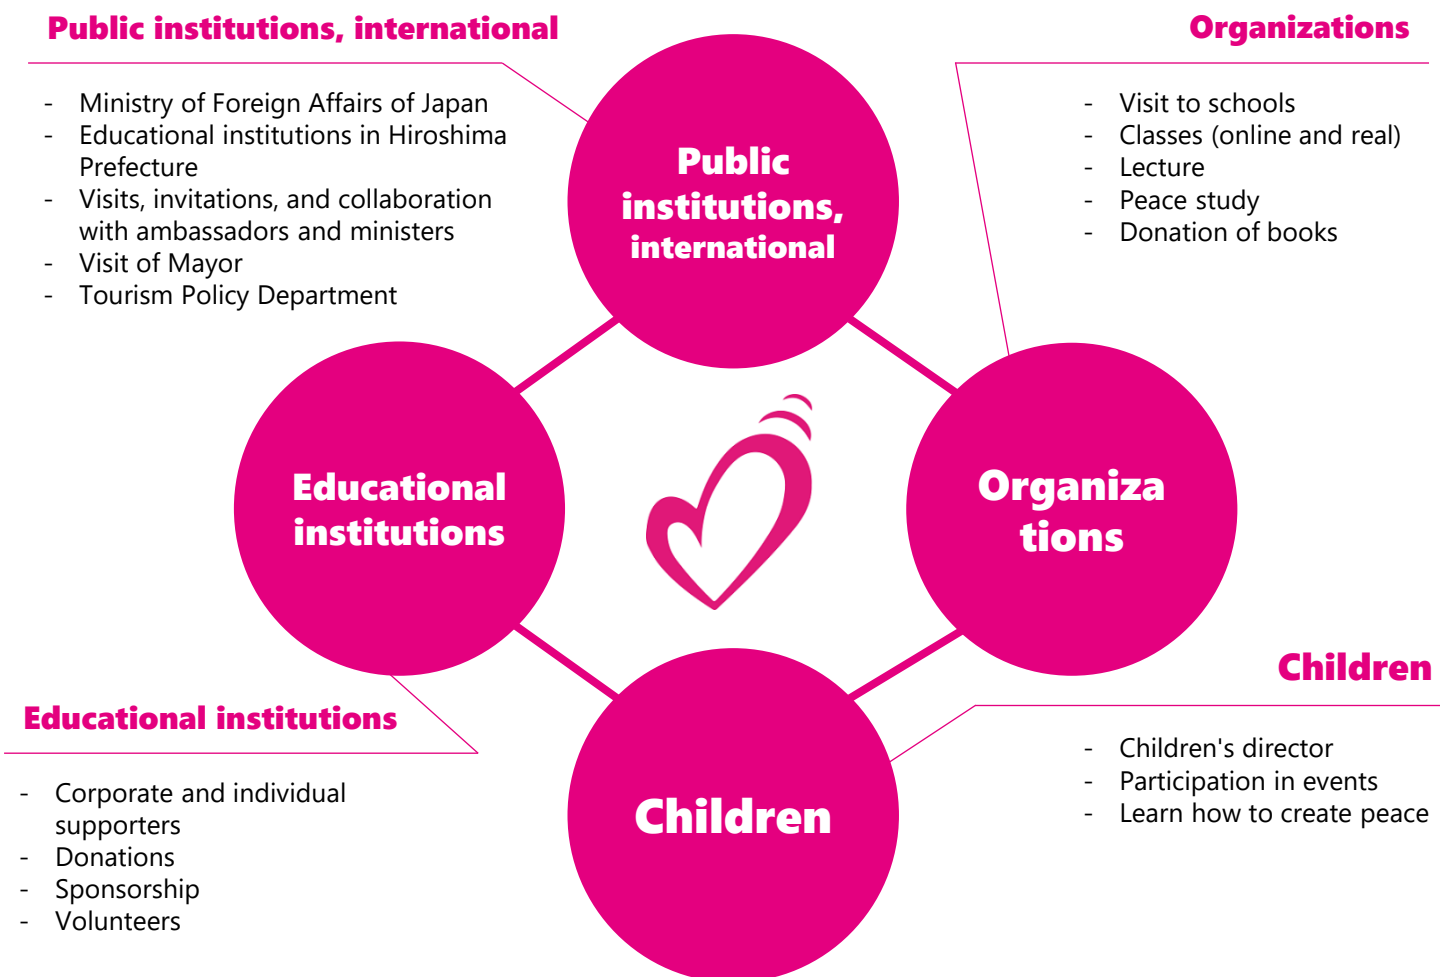 Public institutions, international
- Ministry of Foreign Affairs of Japan
- Educational institutions in Hiroshima
Prefecture
- Visits, invitations, and collaboration
with ambassadors and ministers
- Visit of Mayor
- Tourism Policy Department
Organizations
- Visit to schools
- Classes (online and real)
- Lecture
- Peace study
- Donation of books
Public
institutions,
international
Educational
institutions
Organiza
tions
Children
Educational institutions
- Corporate and individual
supporters
- Donations
- Sponsorship
- Volunteers
Children
- Children's director
- Participation in events
- Learn how to create peace